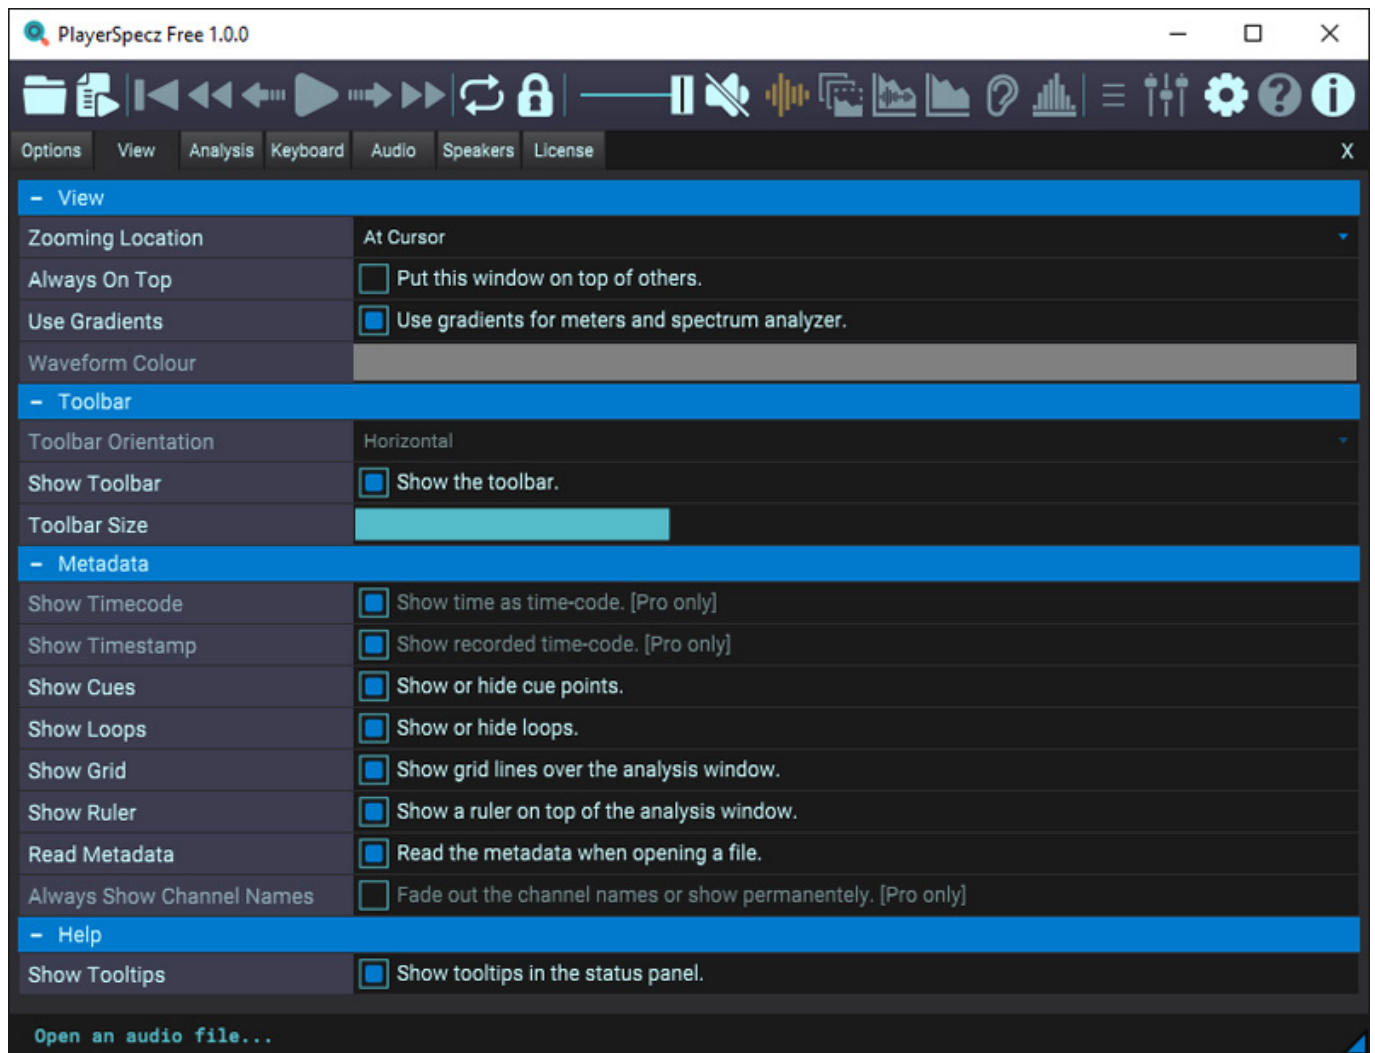 PlayerSpecz Free 1.0.0
Options View Analysis Keyboard Audio Speakers License X
– View
Zooming Location At Cursor
Always On Top Put this window on top of others.
Use Gradients Use gradients for meters and spectrum analyzer.
Waveform Colour
– Toolbar
Toolbar Orientation Horizontal
Show Toolbar Show the toolbar.
Toolbar Size
– Metadata
Show Timecode Show time as time-code. [Pro only]
Show Timestamp Show recorded time-code. [Pro only]
Show Cues Show or hide cue points.
Show Loops Show or hide loops.
Show Grid Show grid lines over the analysis window.
Show Ruler Show a ruler on top of the analysis window.
Read Metadata Read the metadata when opening a file.
Always Show Channel Names Fade out the channel names or show permanentely. [Pro only]
– Help
Show Tooltips Show tooltips in the status panel.
Open an audio file...